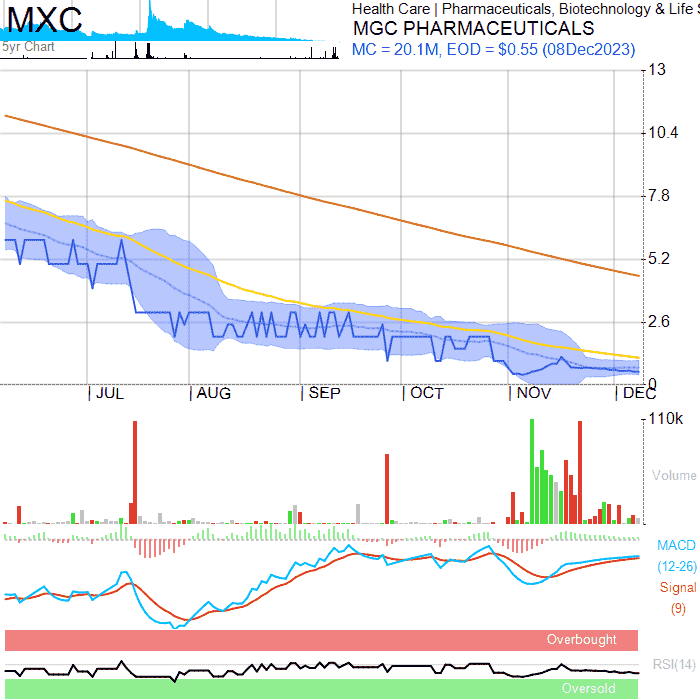 MXC
5yr Chart
Health Care | Pharmaceuticals, Biotechnology & Life S
MGC PHARMACEUTICALS
MC = 20.1M, EOD = $0.55 (08Dec2023)
13
10.4
7.8
5.2
2.6
0
JUL AUG SEP OCT NOV DEC
110k
Volume
MACD
(12-26)
Signal
(9)
Overbought
RSI(14)
Oversold